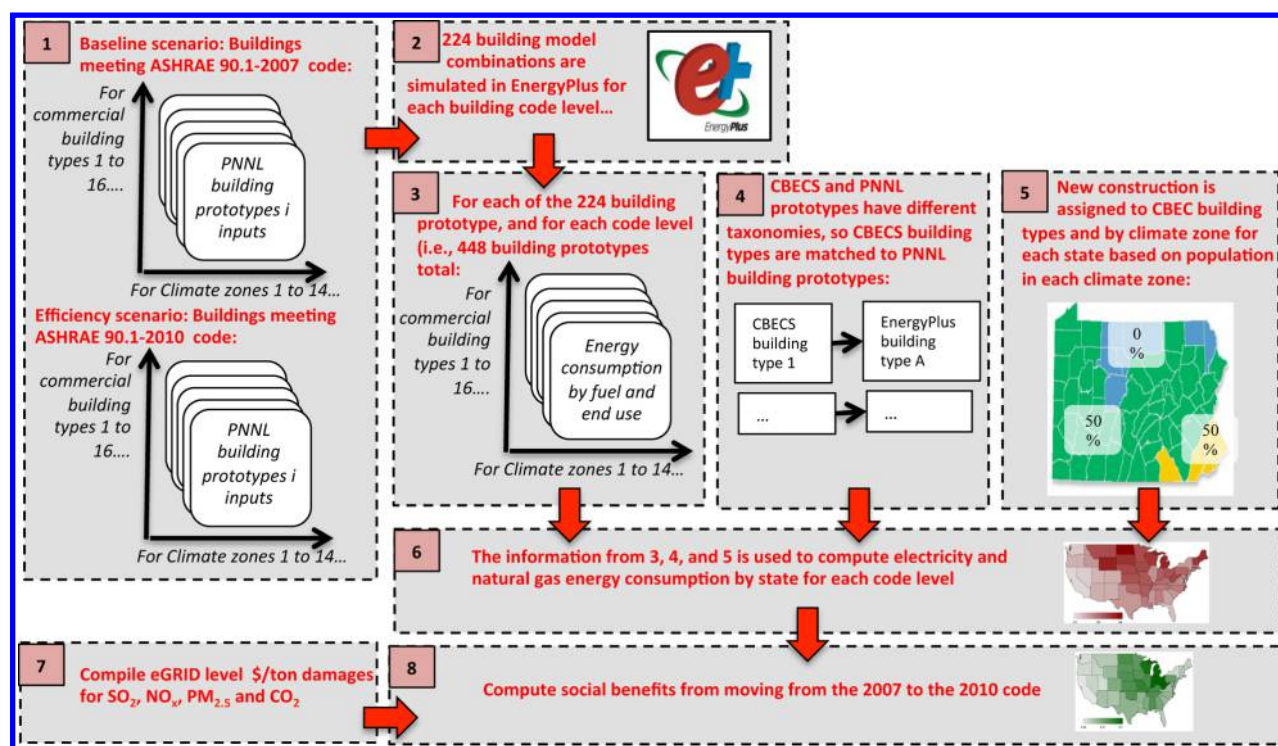 1
Baseline scenario: Buildings
meeting ASHRAE 90.1-2007 code:
For
commercial
building
types 1 to
16....
PNNL
building
prototypes i
inputs
For Climate zones 1 to 14...
Efficiency scenario: Buildings meeting
ASHRAE 90.1-2010 code:
For
commercial
building
types 1 to
16....
PNNL
building
prototypes i
inputs
For Climate zones 1 to 14...
2
224 building model
combinations are
simulated in EnergyPlus for
each building code level...
e+
EnergyPlus
3
For each of the 224 building
prototype, and for each code level
(i.e., 448 building prototypes
total:
For
commercial
building
types 1 to
16....
Energy
consumption
by fuel and
end use
For Climate zones 1 to 14...
4
CBECS and PNNL
prototypes have different
taxonomies, so CBECS building
types are matched to PNNL
building prototypes:
CBECS
building
type 1
EnergyPlus
building
type A
...
...
5
New construction is
assigned to CBEC building
types and by climate zone for
each state based on population
in each climate zone:
0
%
50
%
50
%
6
The information from 3, 4, and 5 is used to compute electricity and
natural gas energy consumption by state for each code level
7
Compile eGRID level $/ton damages
for SO2, NOx, PM2.5 and CO2
8
Compute social benefits from moving from the 2007 to the 2010 code